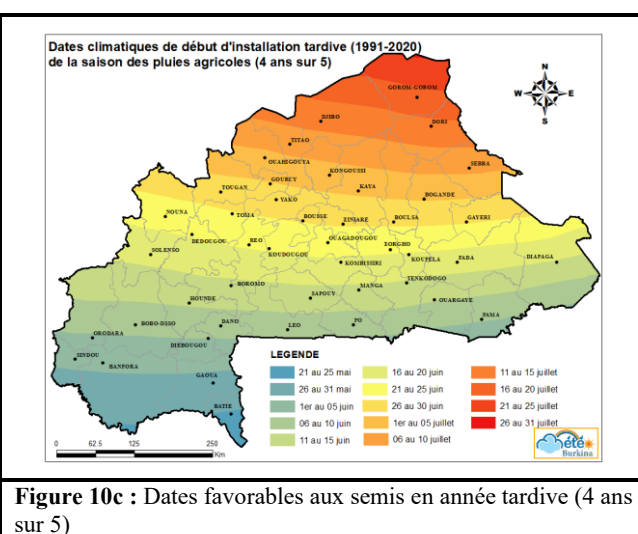 Dates climatiques de début d'installation tardive (1991-2020)
de la saison des pluies agricoles (4 ans sur 5)
N
W
E
S
GOROM-GOROM
DJIBO
DORI
TITAO
OUAHIGOUYA
SEBBA
KONGOUSSI
GOURCY
TOUGAN
KAYA
BOGANDE
YAKO
NOUNA
TOMA
BOUSSE
ZINIARE
BOULSA
GAYERI
DEDOUGOU
REO
OUAGADOUGOU
ZORGHO
SOLENSO
KOUDOUGOU
KOUPELA
FADA
DIAPAGA
KOMBISSIRI
TENKODOGO
BOROMO
MANGA
HOUNDE
SAPOUY
OUARGAYE
PAMA
BOBO-DISSO
DANO
LEO
PO
ORODARA
DIEBOUGOU
SINDOU
BANFORA
GAOUA
BATIE
LEGENDE
21 au 25 mai
26 au 31 mai
1er au 05 juin
06 au 10 juin
11 au 15 juin
16 au 20 juin
21 au 25 juin
26 au 30 juin
1er au 05 juillet
06 au 10 juillet
11 au 15 juillet
16 au 20 juillet
21 au 25 juillet
26 au 31 juillet
0 62.5 125 250
Km
météo
Burkina
Figure 10c : Dates favorables aux semis en année tardive (4 ans
sur 5)